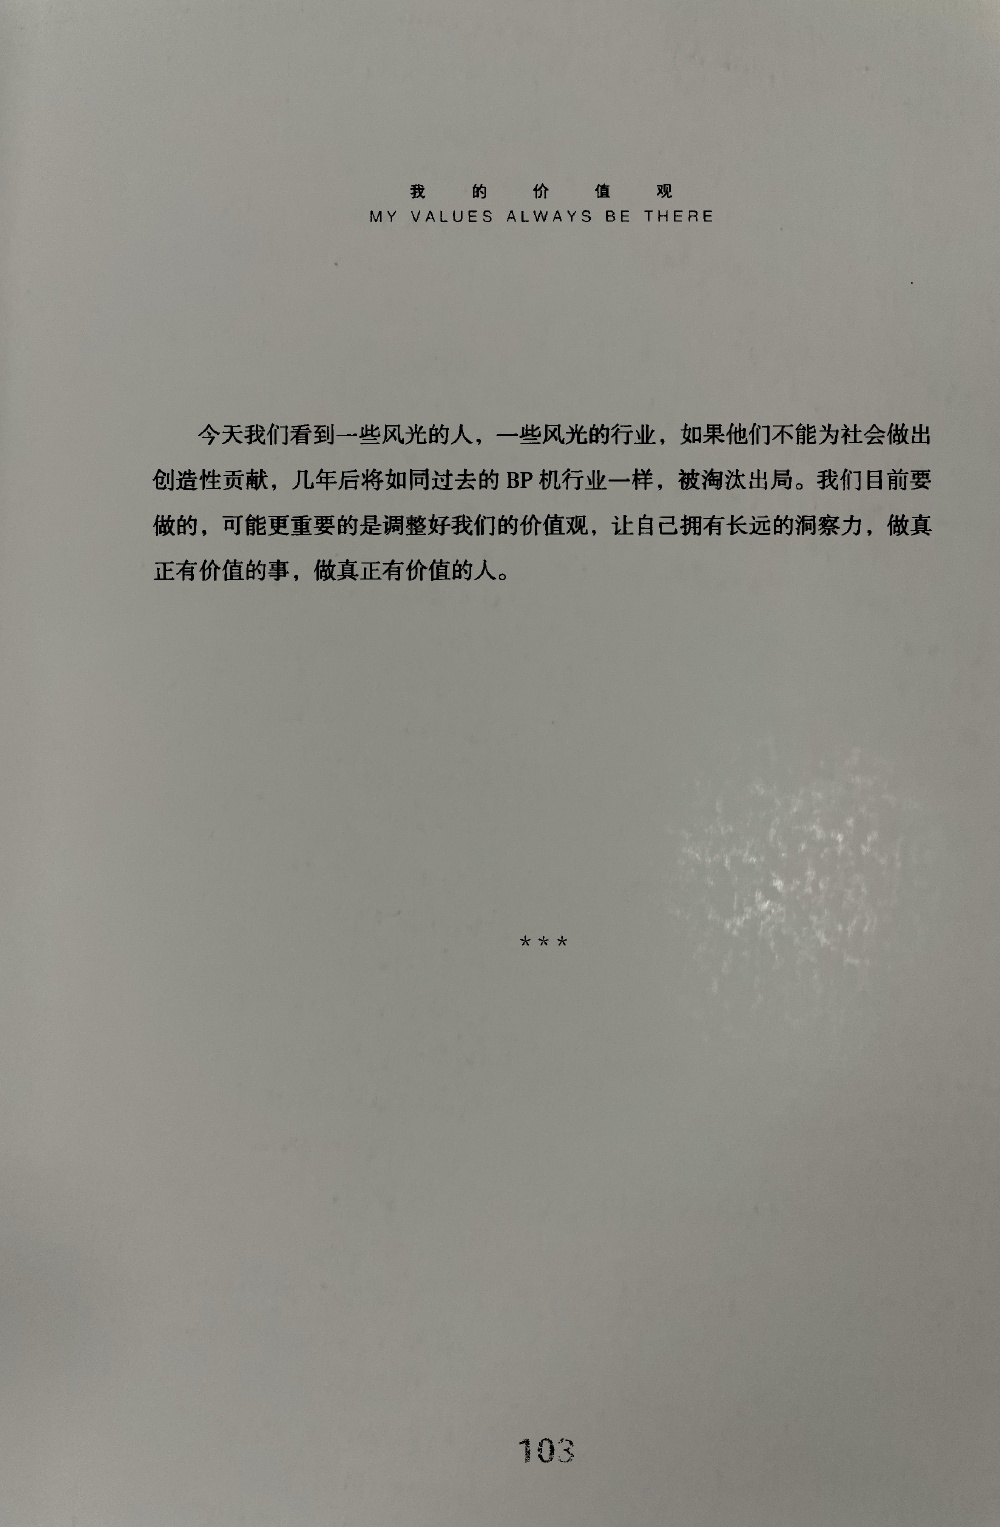 我的价值观
MY VALUES ALWAYS BE THERE
今天我们看到一些风光的人，一些风光的行业，如果他们不能为社会做出
创造性贡献，几年后将如同过去的 BP 机行业一样，被淘汰出局。我们目前要
做的，可能更重要的是调整好我们的价值观，让自己拥有长远的洞察力，做真
正有价值的事，做真正有价值的人。
***
103